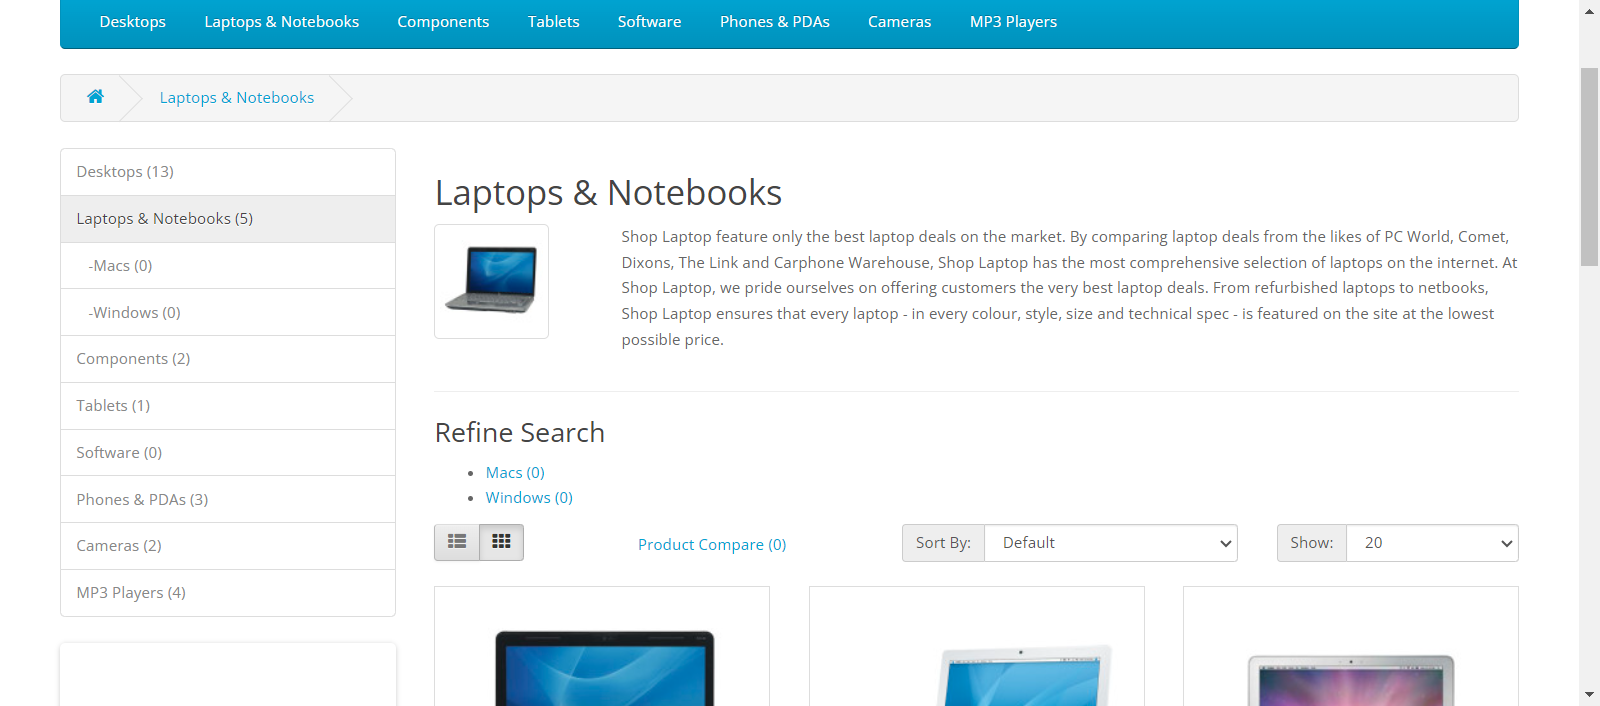 Desktops Laptops & Notebooks Components Tablets Software Phones & PDAs Cameras MP3 Players
Laptops & Notebooks
Desktops (13)
Laptops & Notebooks (5)
-Macs (0)
-Windows (0)
Components (2)
Tablets (1)
Software (0)
Phones & PDAs (3)
Cameras (2)
MP3 Players (4)
Laptops & Notebooks
Shop Laptop feature only the best laptop deals on the market. By comparing laptop deals from the likes of PC World, Comet,
Dixons, The Link and Carphone Warehouse, Shop Laptop has the most comprehensive selection of laptops on the internet. At
Shop Laptop, we pride ourselves on offering customers the very best laptop deals. From refurbished laptops to netbooks,
Shop Laptop ensures that every laptop - in every colour, style, size and technical spec - is featured on the site at the lowest
possible price.
Refine Search
Macs (0)
Windows (0)
Product Compare (0) Sort By: Default Show: 20